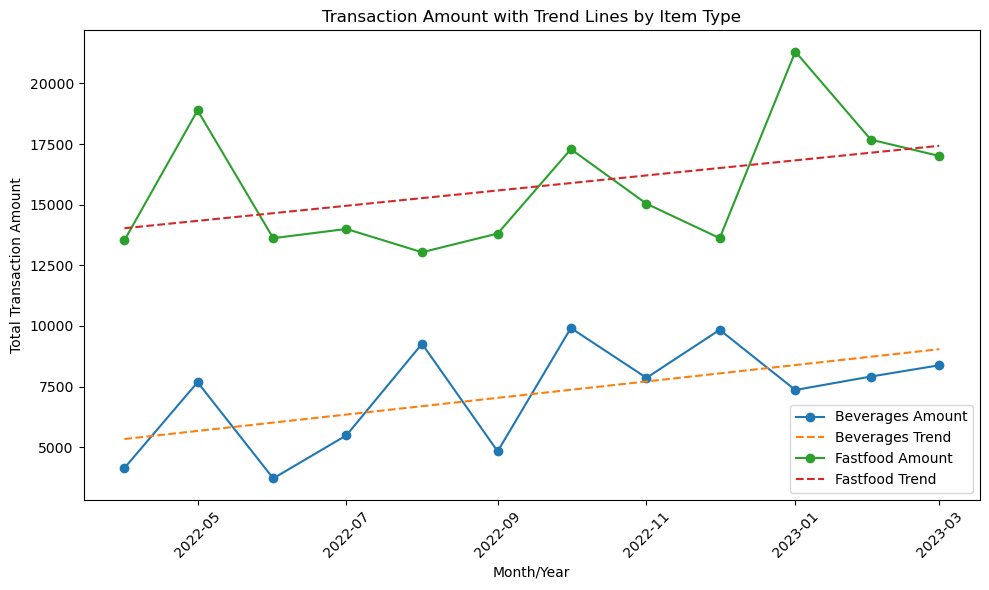 Transaction Amount with Trend Lines by Item Type
Total Transaction Amount
20000
17500
15000
12500
10000
7500
5000
Beverages Amount
Beverages Trend
Fastfood Amount
Fastfood Trend
2022-05
2022-07
2022-09
2022-11
2023-01
2023-03
Month/Year